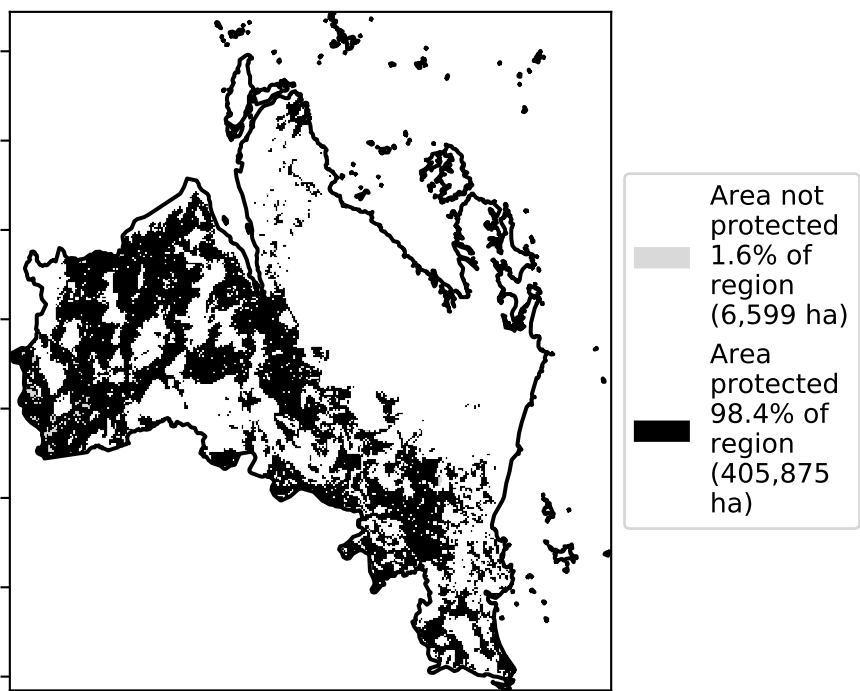 Area not
protected
1.6% of
region
(6,599 ha)
Area
protected
98.4% of
region
(405,875
ha)